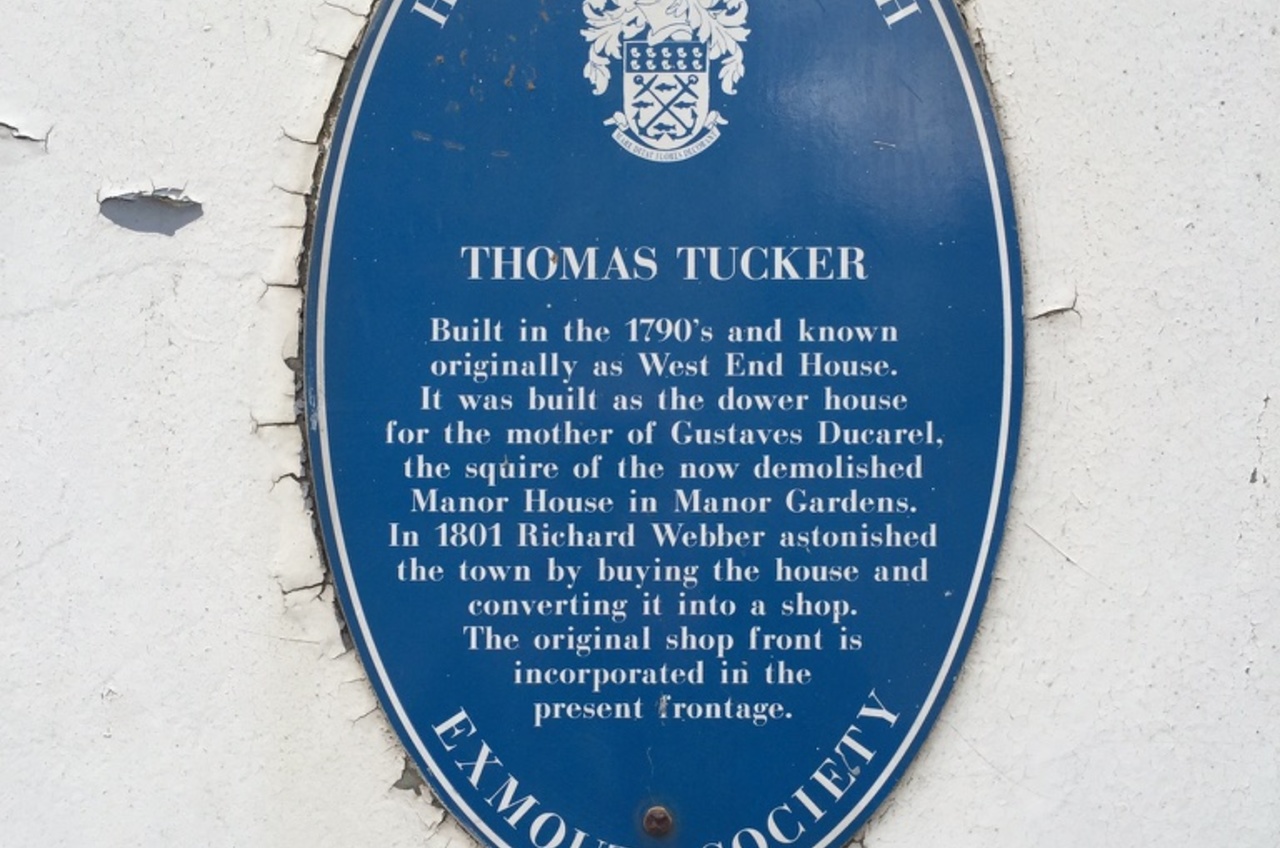 THOMAS TUCKER
Built in the 1790's and known
originally as West End House.
It was built as the dower house
for the mother of Gustaves Ducarel,
the squire of the now demolished
Manor House in Manor Gardens.
In 1801 Richard Webber astonished
the town by buying the house and
converting it into a shop.
The original shop front is
incorporated in the
present frontage.
SOCIETY